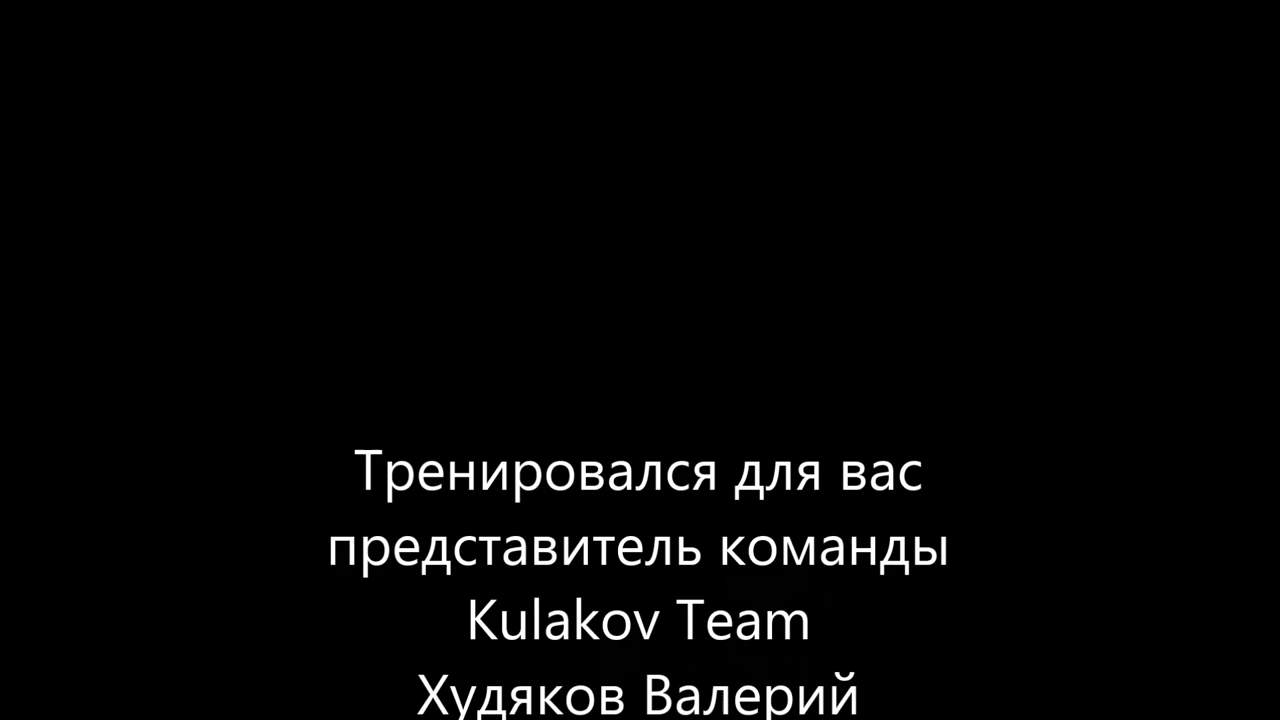 Тренировался для вас
представитель команды
Kulakov Team
Худяков Валерий